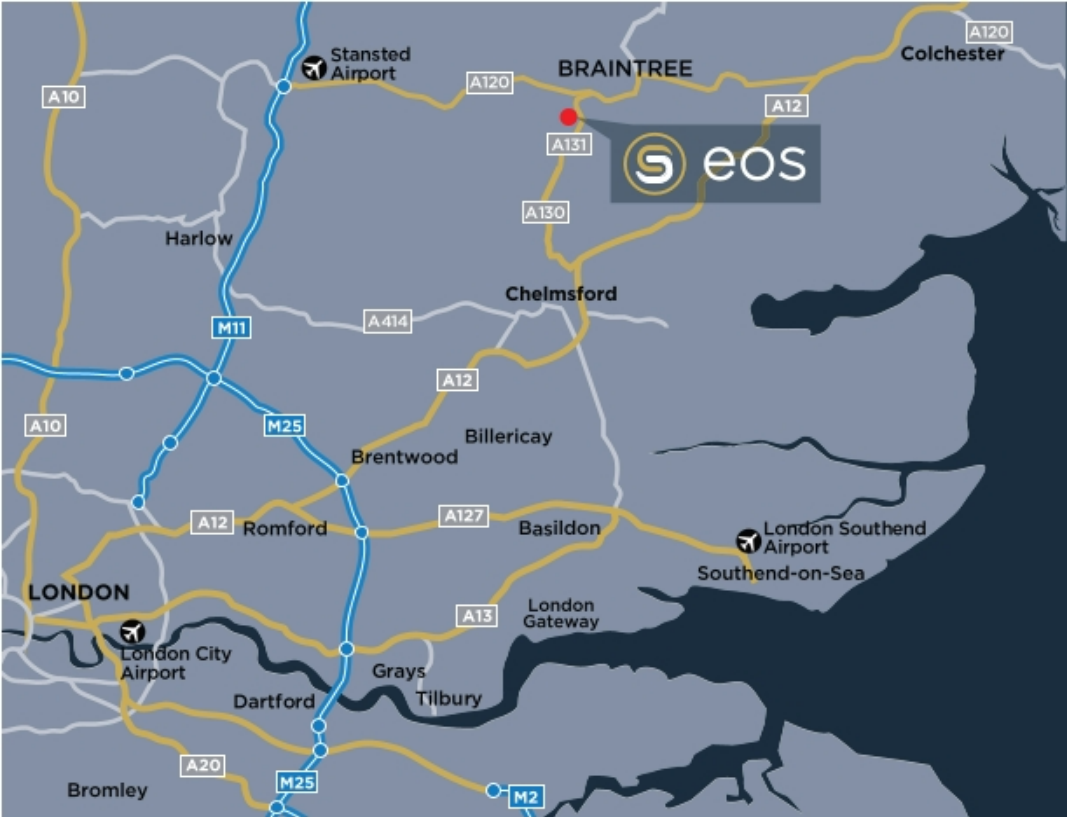 Stansted
Airport
BRAINTREE
A120
Colchester
A120
A10
A12
A131
S eos
A130
Harlow
Chelmsford
A414
M11
A12
A10
M25
Billericay
Brentwood
A12
Romford
A127
Basildon
London Southend
Airport
Southend-on-Sea
LONDON
A13
London
Gateway
London City
Airport
Grays
Tilbury
Dartford
A20
M25
Bromley
M2